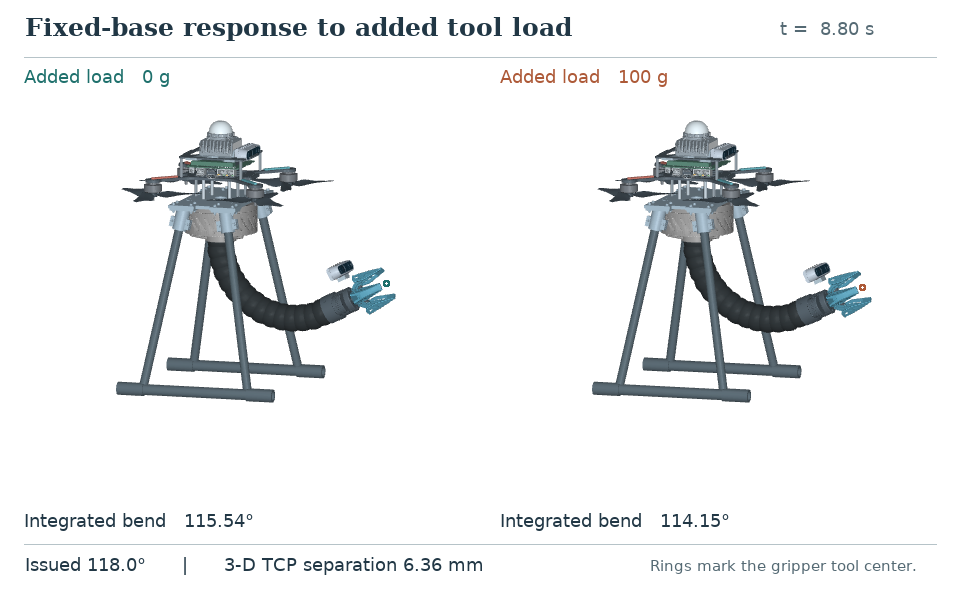 Fixed-base response to added tool load
t = 8.80 s
Added load 0 g
Added load 100 g
Integrated bend 115.54°
Integrated bend 114.15°
Issued 118.0° | 3-D TCP separation 6.36 mm
Rings mark the gripper tool center.